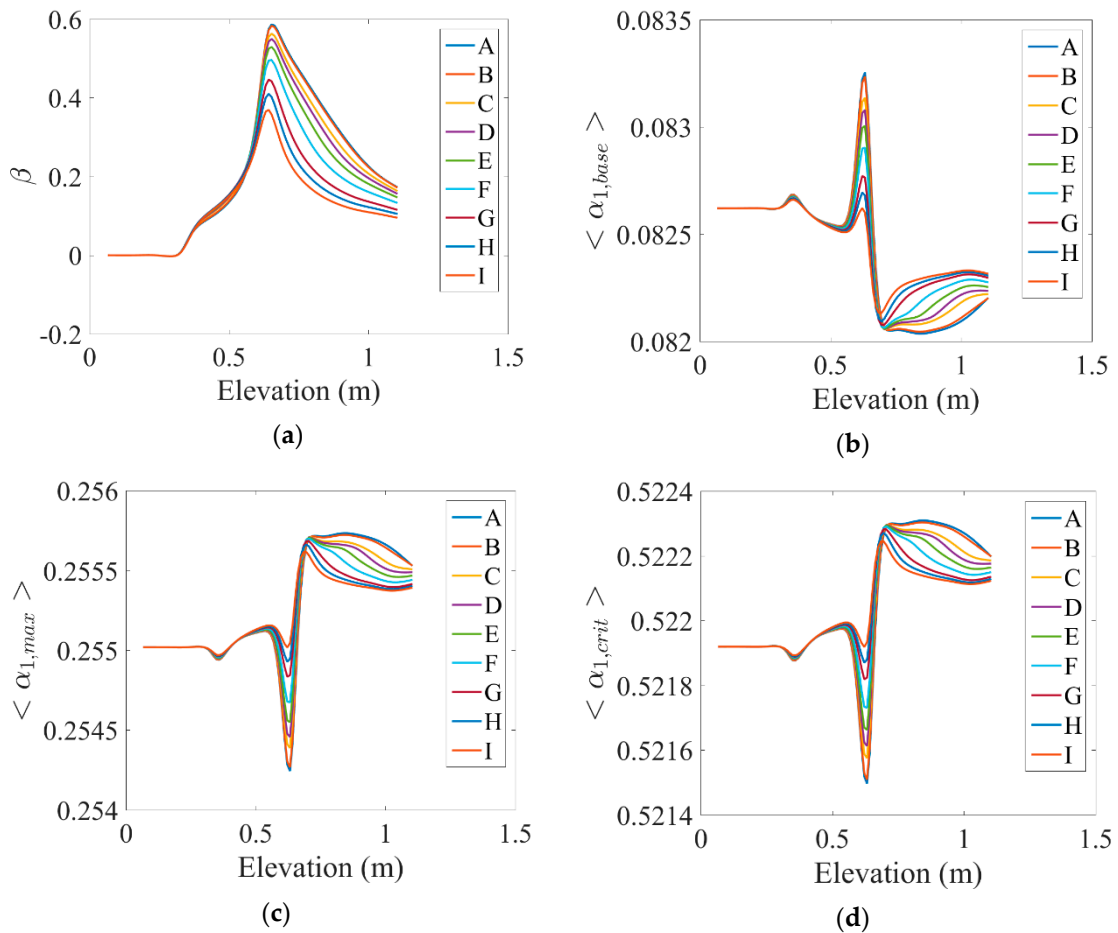 0.6
0.4
0.2
0
-0.2
β
0 0.5 1 1.5
Elevation (m)
A
B
C
D
E
F
G
H
I
(a)
0.0835
0.083
0.0825
0.082
< α1,base >
0 0.5 1 1.5
Elevation (m)
A
B
C
D
E
F
G
H
I
(b)
0.256
0.2555
0.255
0.2545
0.254
< α1,max >
0 0.5 1 1.5
Elevation (m)
A
B
C
D
E
F
G
H
I
(c)
0.5224
0.5222
0.522
0.5218
0.5216
0.5214
< α1,crit >
0 0.5 1 1.5
Elevation (m)
A
B
C
D
E
F
G
H
I
(d)